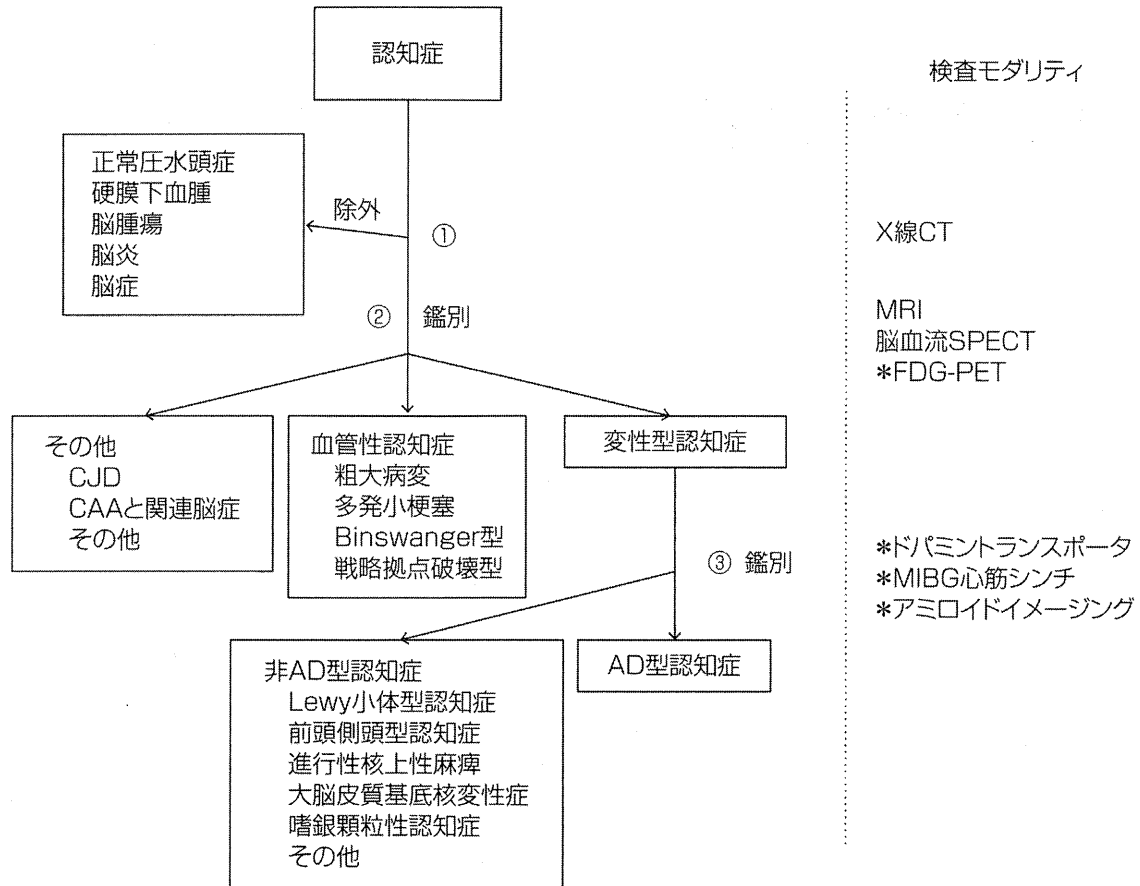 認知症
検査モダリティ
正常圧水頭症
硬膜下血腫
脳腫瘍
脳炎
脳症
除外
①
X線CT
② 鑑別
MRI
脳血流SPECT
*FDG-PET
その他
CJD
CAAと関連脳症
その他
血管性認知症
粗大病変
多発小梗塞
Binswanger型
戦略拠点破壊型
変性型認知症
③ 鑑別
*ドパミントランスポータ
*MIBG心筋シンチ
*アミロイドイメージング
非AD型認知症
Lewy小体型認知症
前頭側頭型認知症
進行性核上性麻痺
大脳皮質基底核変性症
嗜銀顆粒性認知症
その他
AD型認知症